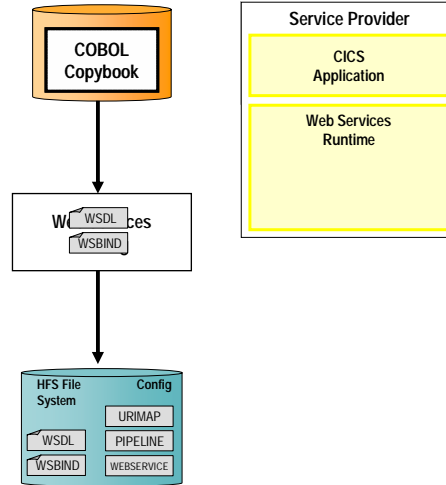 COBOL
Copybook
Service Provider
CICS
Application
Web Services
Runtime
WSDL
WSBIND
HFS File
System
Config
URIMAP
WSDL
PIPELINE
WSBIND
WEBSERVICE